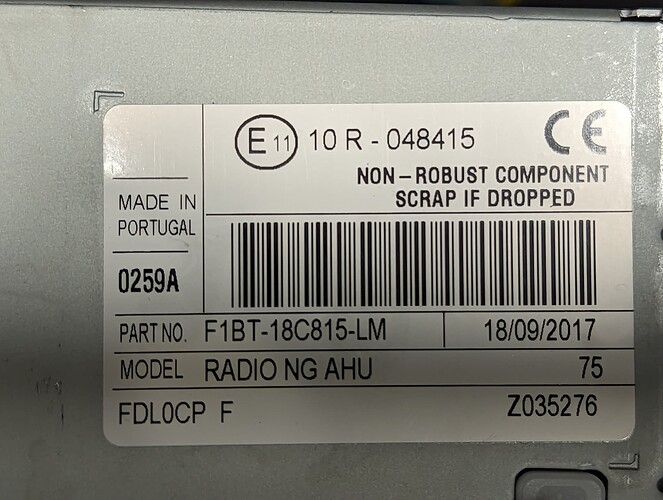 E 11 10 R - 048415 CE
NON-ROBUST COMPONENT
SCRAP IF DROPPED
MADE IN
PORTUGAL
0259A
PART NO. F1BT-18C815-LM 18/09/2017
MODEL RADIO NG AHU 75
FDL0CP F Z035276